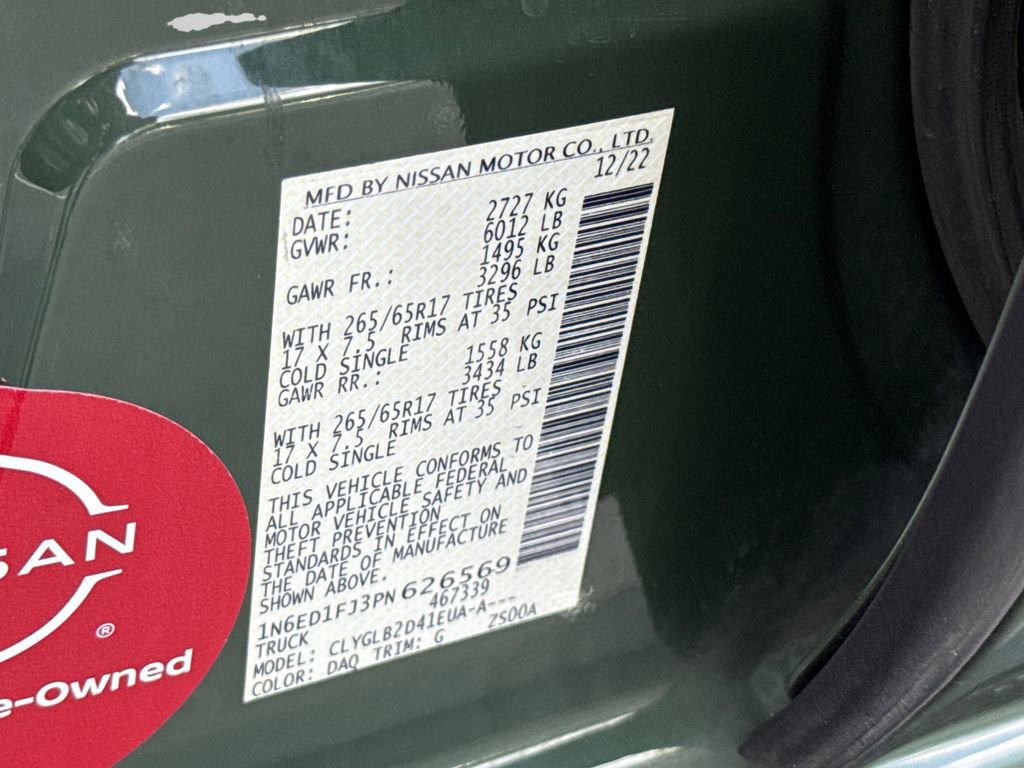 MFD BY NISSAN MOTOR CO., LTD.
DATE: 12/22
GVWR: 2727 KG
6012 LB
GAWR FR.: 1495 KG
3296 LB
WITH 265/65R17 TIRES
17 X 7.5 RIMS AT 35 PSI
COLD SINGLE
GAWR RR.: 1558 KG
3434 LB
WITH 265/65R17 TIRES
17 X 7.5 RIMS AT 35 PSI
COLD SINGLE
THIS VEHICLE CONFORMS TO
ALL APPLICABLE FEDERAL
MOTOR VEHICLE SAFETY AND
THEFT PREVENTION
STANDARDS IN EFFECT ON
THE DATE OF MANUFACTURE
SHOWN ABOVE.
1N6ED1FJ3PN 626569
TRUCK 467339
MODEL: CLYGLB2D41EUA-A---
COLOR: DAQ TRIM: G ZS00A
SSAN
®
e-Owned